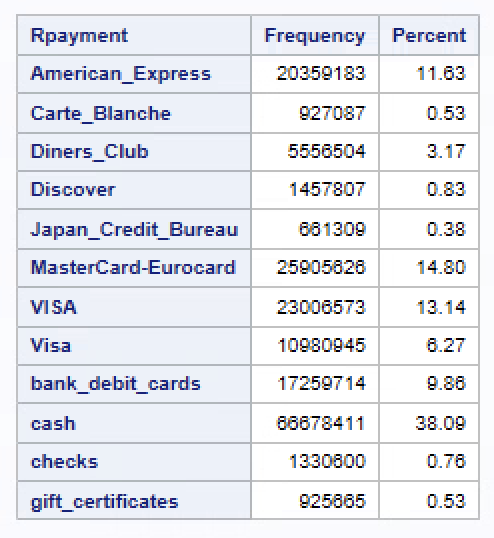 Rpayment Frequency Percent
American_Express 20359183 11.63
Carte_Blanche 927087 0.53
Diners_Club 5556504 3.17
Discover 1457807 0.83
Japan_Credit_Bureau 661309 0.38
MasterCard-Eurocard 25905626 14.80
VISA 23006573 13.14
Visa 10980945 6.27
bank_debit_cards 17259714 9.86
cash 66678411 38.09
checks 1330600 0.76
gift_certificates 925665 0.53